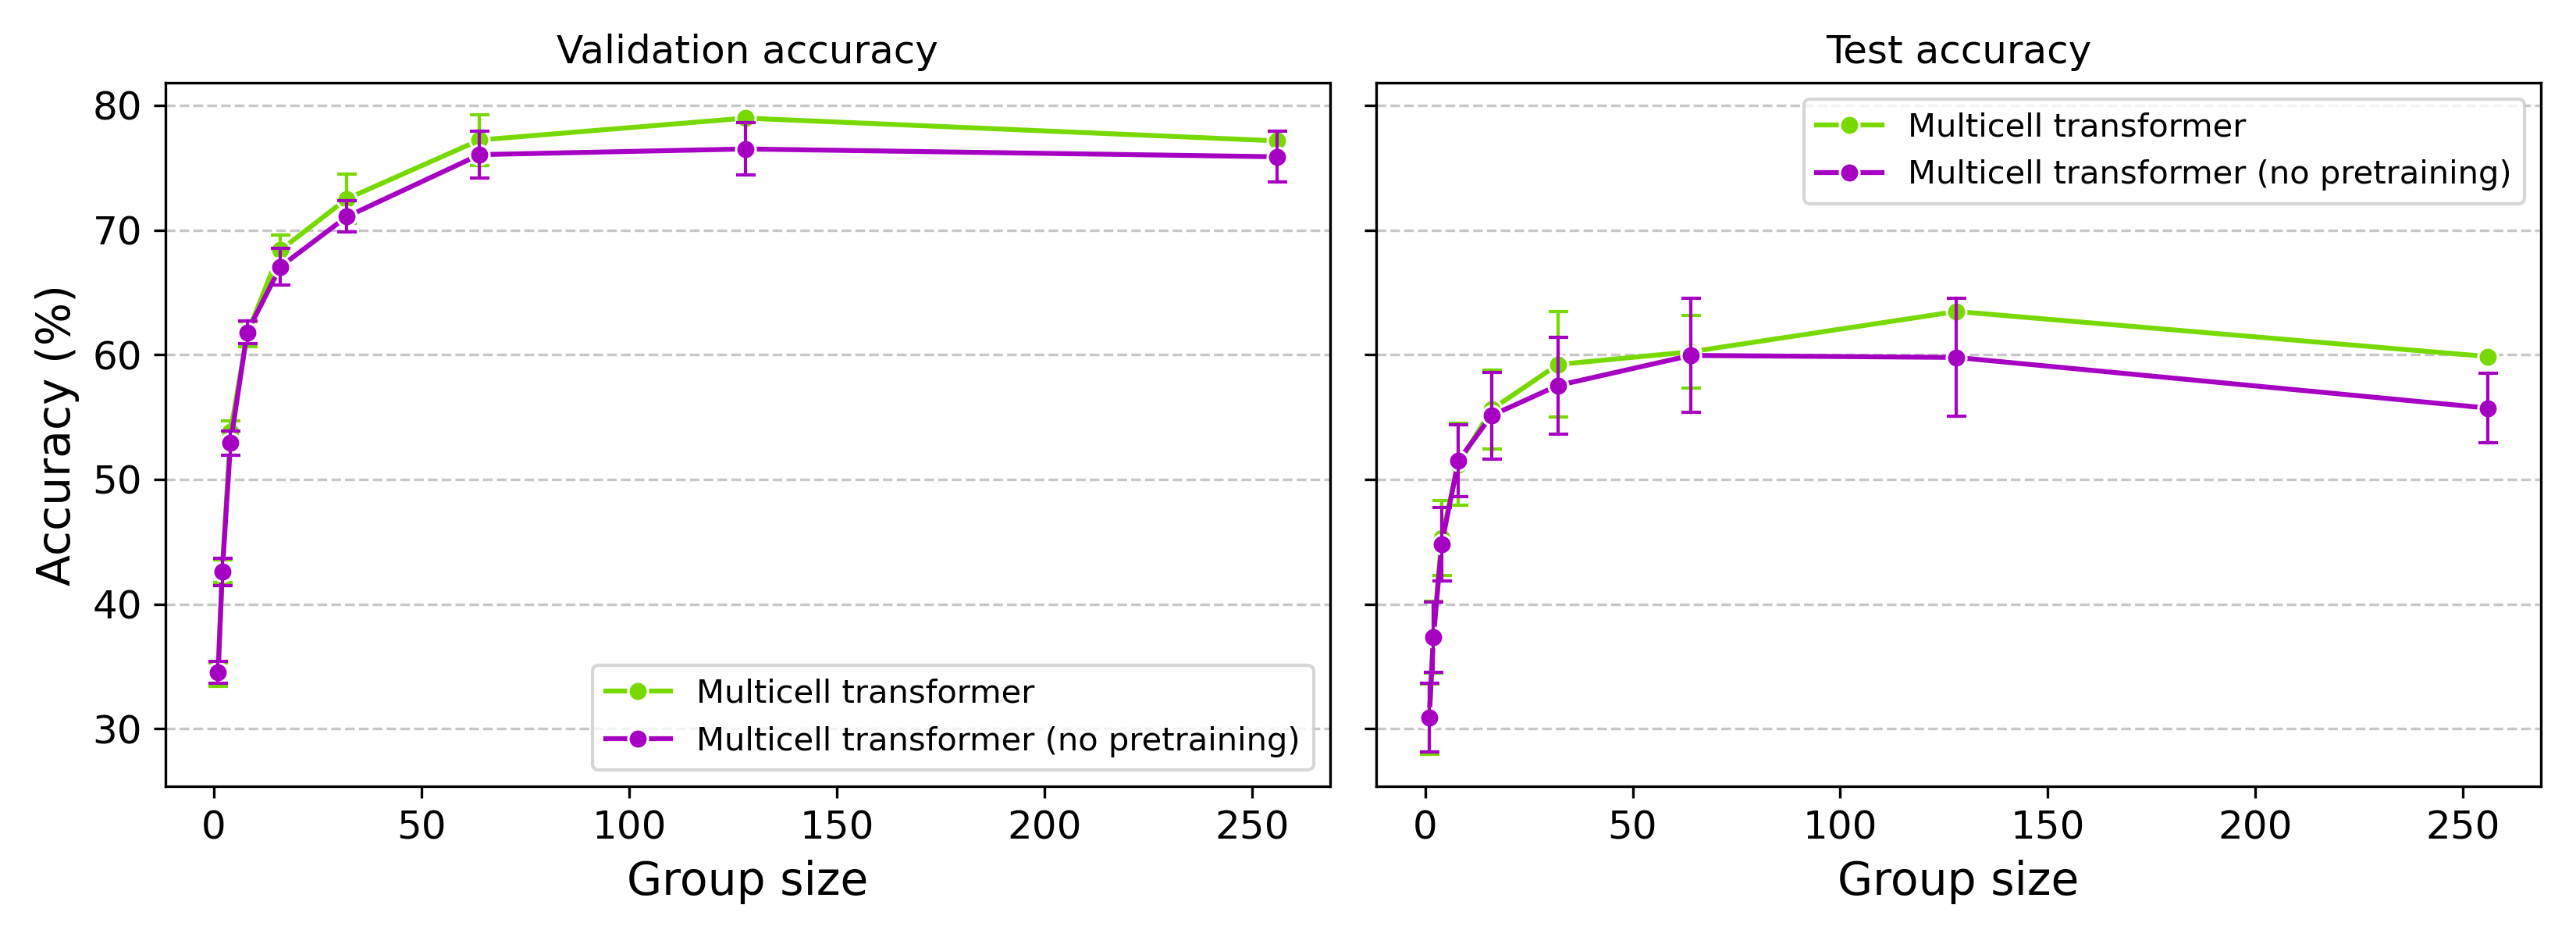 Validation accuracy
Test accuracy
Accuracy (%)
80
70
60
50
40
30
Multicell transformer
Multicell transformer (no pretraining)
Multicell transformer
Multicell transformer (no pretraining)
0 50 100 150 200 250
0 50 100 150 200 250
Group size
Group size